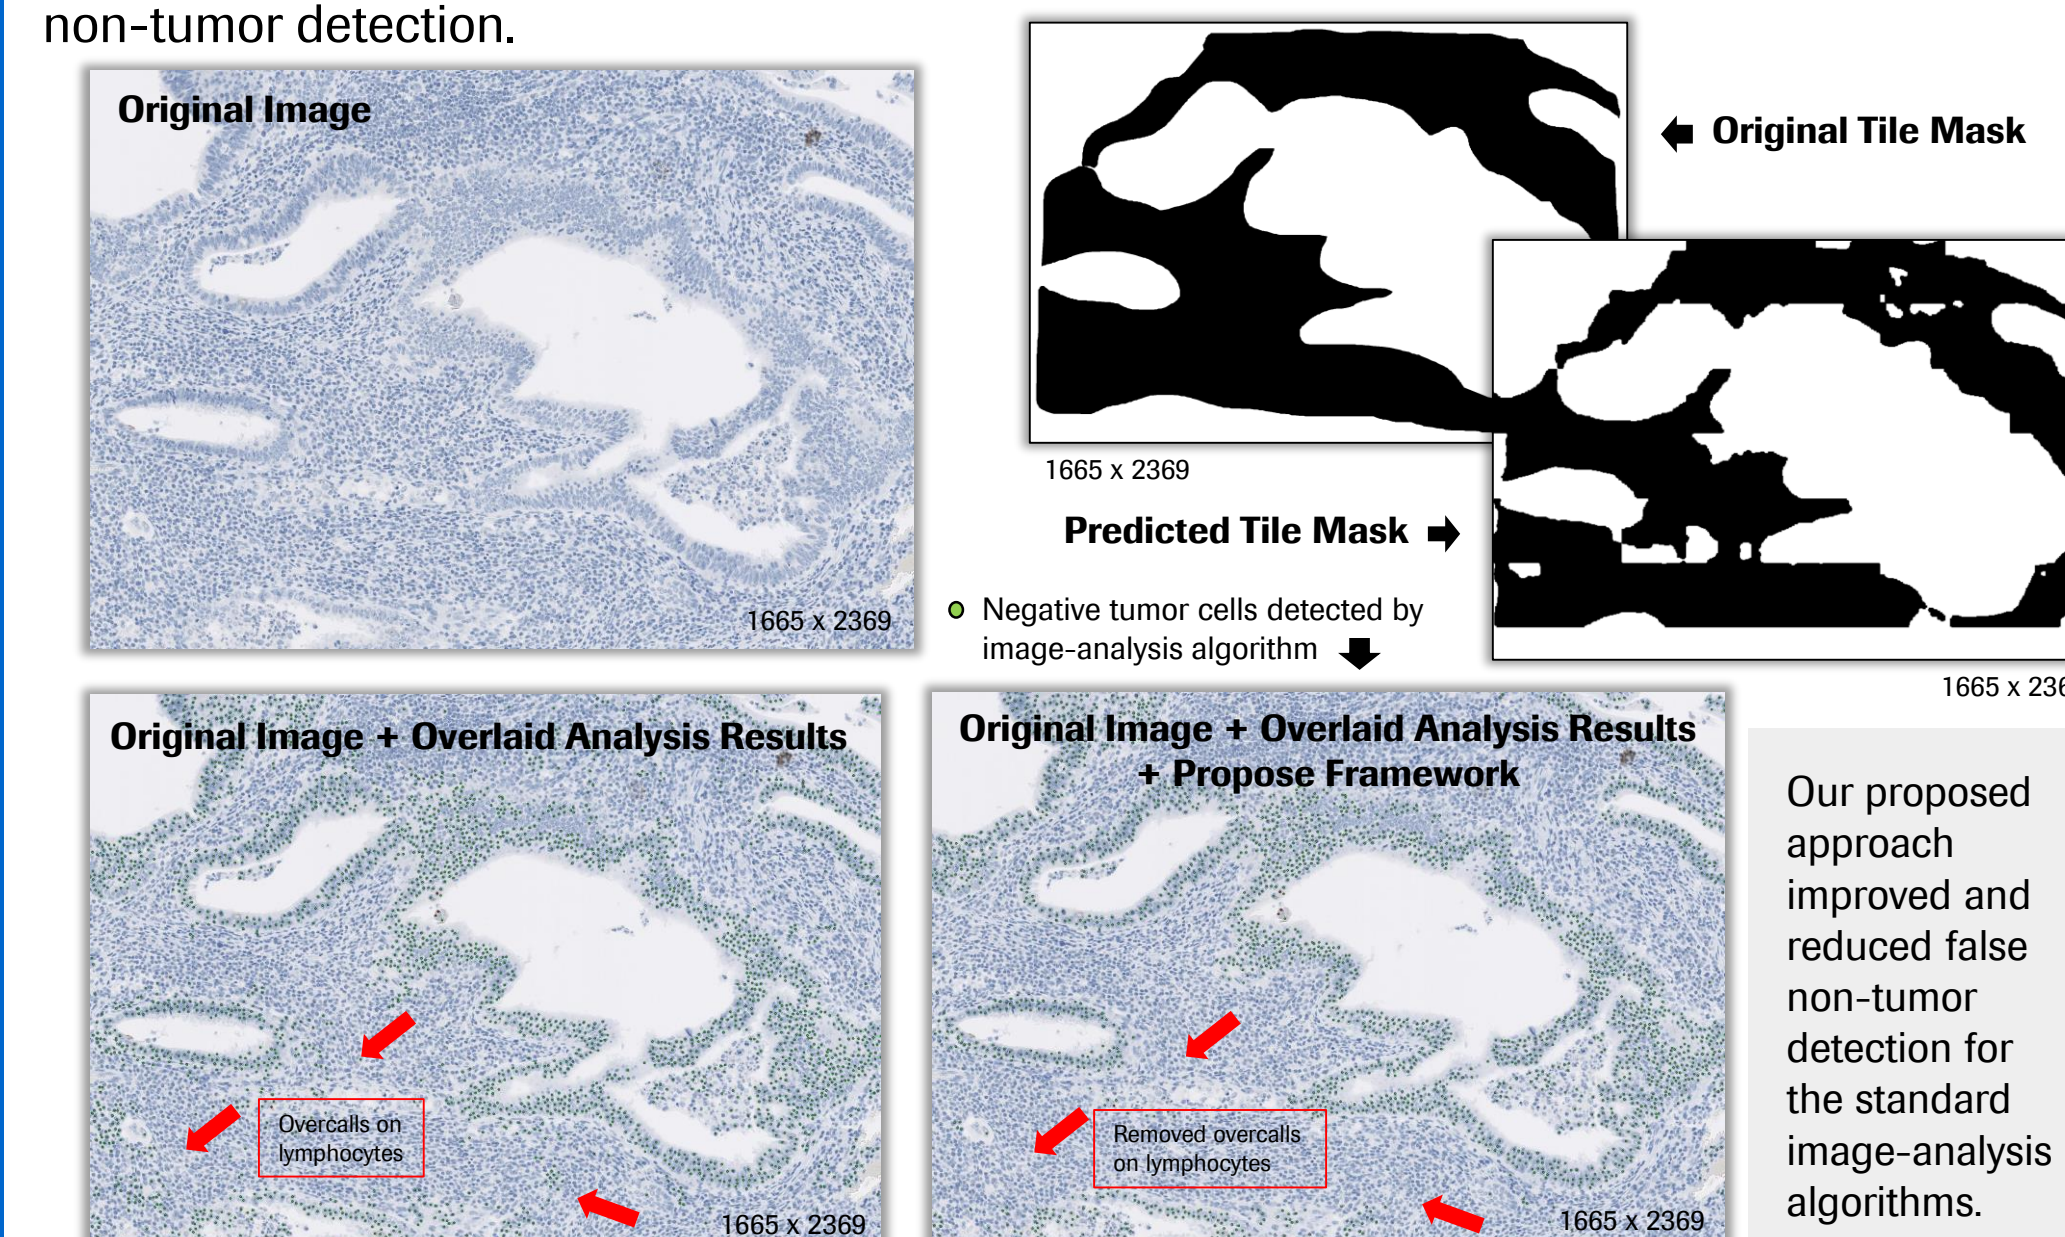 non-tumor detection.
Original Image
1665 x 2369
Original Tile Mask
1665 x 2369
Predicted Tile Mask
Negative tumor cells detected by
image-analysis algorithm
1665 x 236
Original Image + Overlaid Analysis Results
Overcalls on
lymphocytes
1665 x 2369
Original Image + Overlaid Analysis Results
+ Propose Framework
Removed overcalls
on lymphocytes
1665 x 2369
Our proposed
approach
improved and
reduced false
non-tumor
detection for
the standard
image-analysis
algorithms.